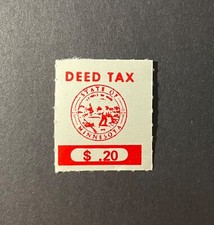 DEED TAX
STATE OF
MINNESOTA
$ .20